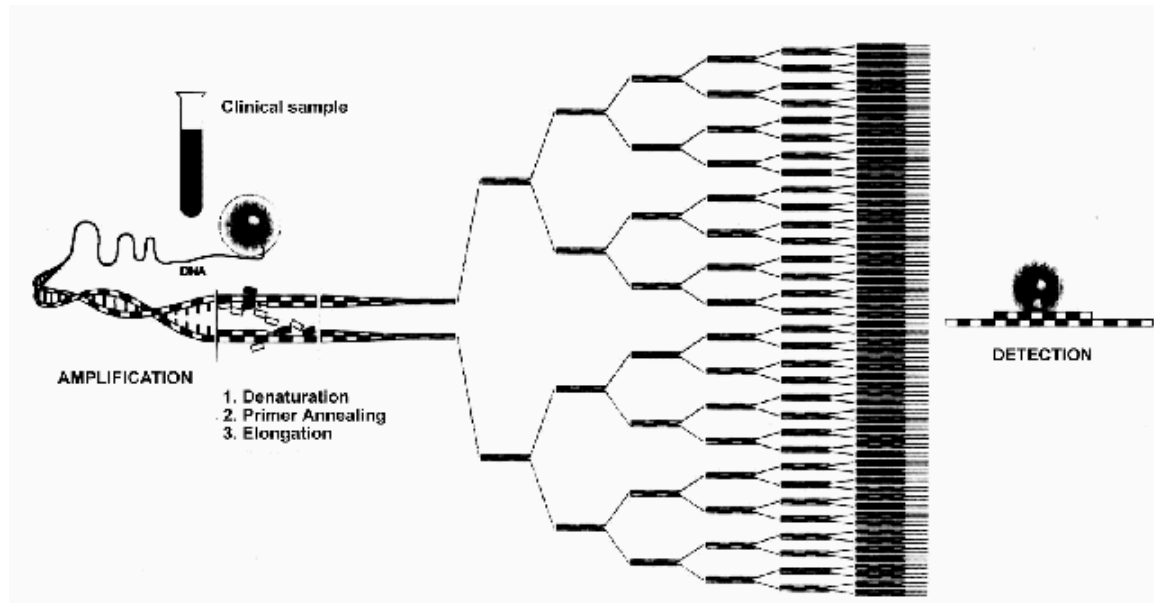 Clinical sample
DNA
AMPLIFICATION
1. Denaturation
2. Primer Annealing
3. Elongation
DETECTION